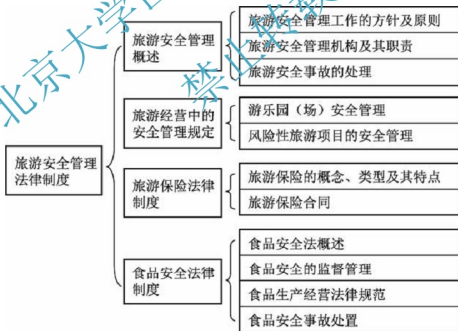 旅游安全管理
法律制度
旅游安全管理
概述
旅游安全管理工作的方针及原则
旅游安全管理机构及其职责
旅游安全事故的处理
旅游经营中的
安全管理规定
游乐园（场）安全管理
风险性旅游项目的安全管理
旅游保险法律
制度
旅游保险的概念、类型及其特点
旅游保险合同
食品安全法律
制度
食品安全法概述
食品安全的监督管理
食品生产经营法律规范
食品安全事故处置
北京大学
禁止转载